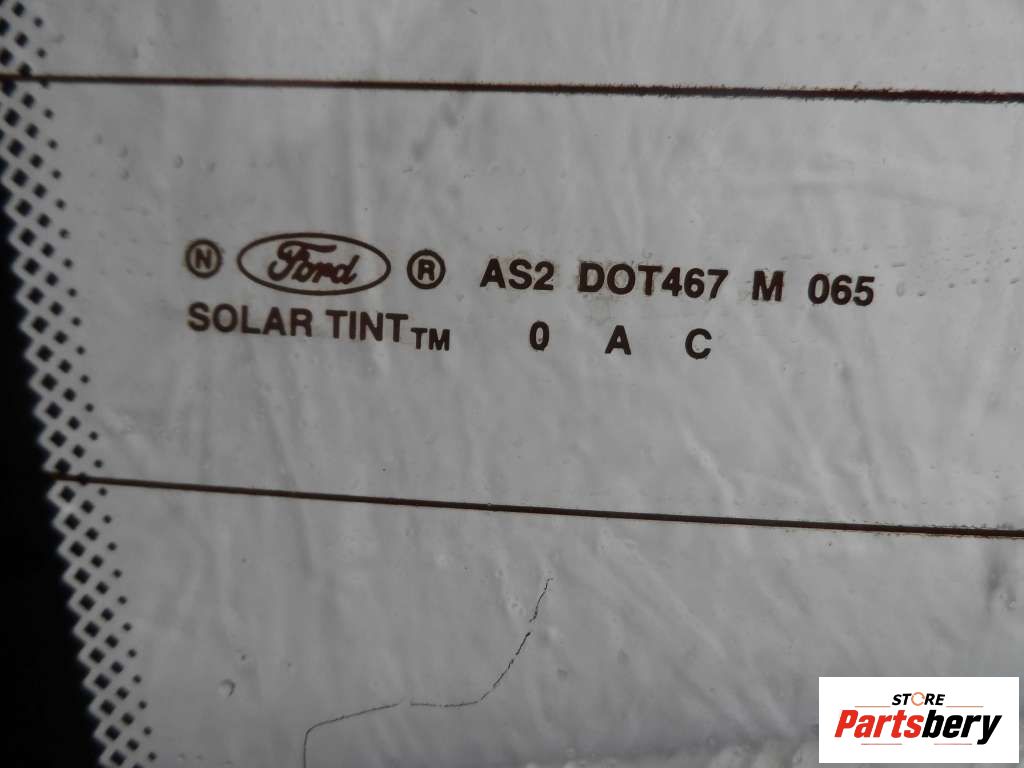 N Ford R AS2 DOT467 M 065
SOLAR TINT™ 0 A C
STORE
Partsbery